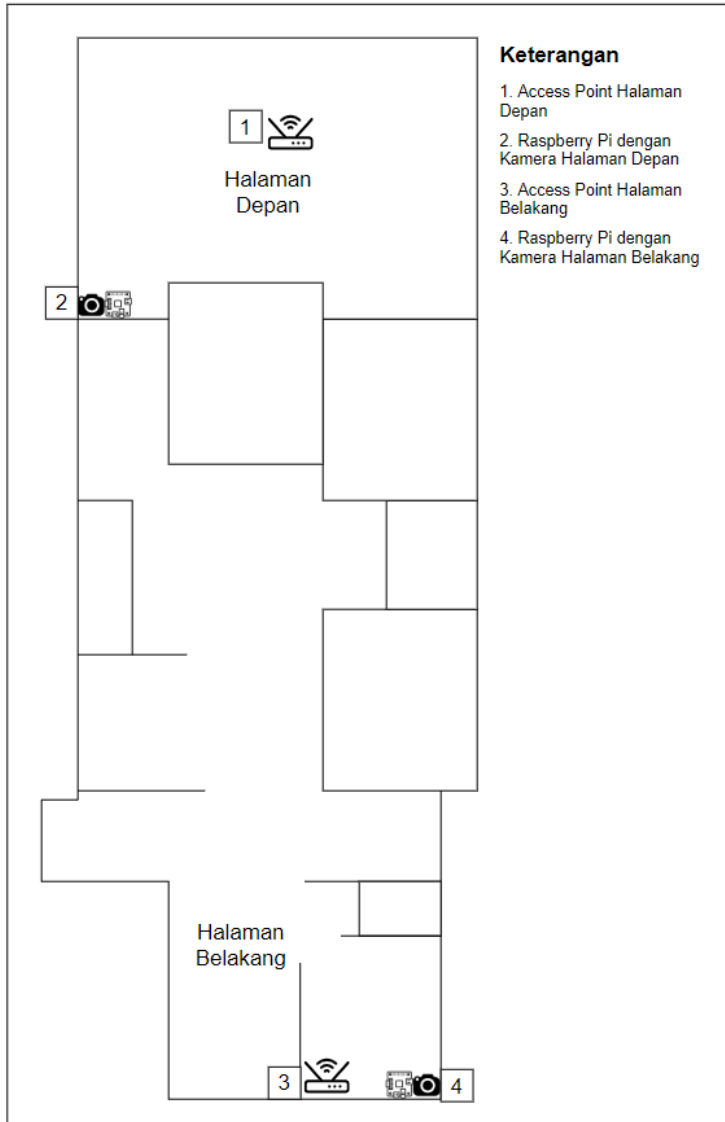 Keterangan
1. Access Point Halaman
Depan
2. Raspberry Pi dengan
Kamera Halaman Depan
3. Access Point Halaman
Belakang
4. Raspberry Pi dengan
Kamera Halaman Belakang
1
Halaman
Depan
2
Halaman
Belakang
3
4